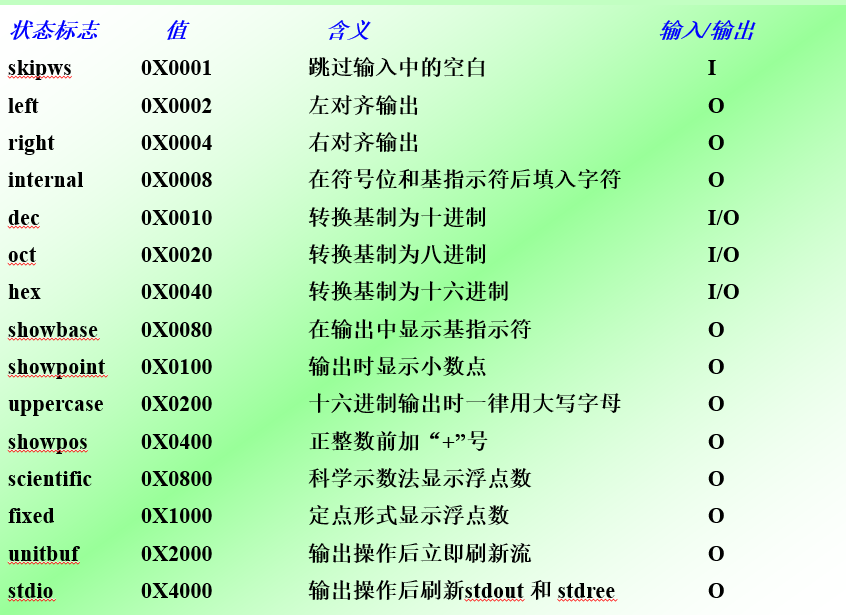 状态标志 值 含义 输入/输出
skipws 0X0001 跳过输入中的空白 I
left 0X0002 左对齐输出 O
right 0X0004 右对齐输出 O
internal 0X0008 在符号位和基指示符后填入字符 O
dec 0X0010 转换基制为十进制 I/O
oct 0X0020 转换基制为八进制 I/O
hex 0X0040 转换基制为十六进制 I/O
showbase 0X0080 在输出中显示基指示符 O
showpoint 0X0100 输出时显示小数点 O
uppercase 0X0200 十六进制输出时一律用大写字母 O
showpos 0X0400 正整数前加“+”号 O
scientific 0X0800 科学示数法显示浮点数 O
fixed 0X1000 定点形式显示浮点数 O
unitbuf 0X2000 输出操作后立即刷新流 O
stdio 0X4000 输出操作后刷新stdout 和 stdree O